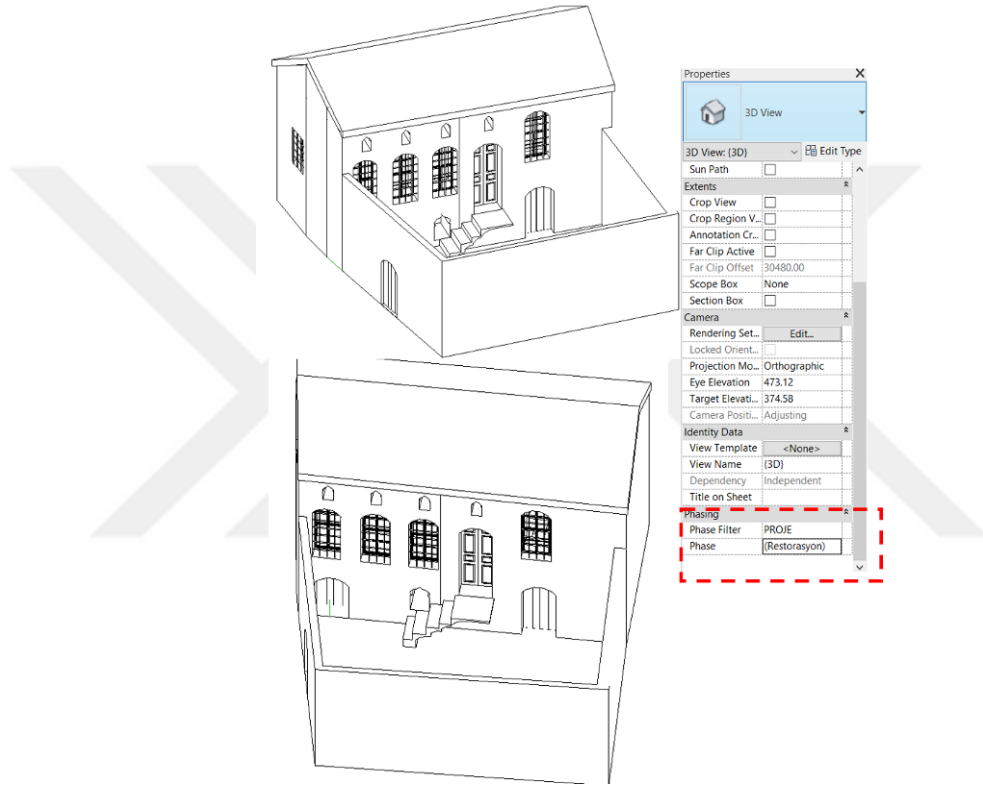 Properties X
3D View
3D View: {3D} Edit Type
Sun Path
Extents
Crop View
Crop Region V...
Annotation Cr...
Far Clip Active
Far Clip Offset 30480.00
Scope Box None
Section Box
Camera
Rendering Set... Edit...
Locked Orient...
Projection Mo... Orthographic
Eye Elevation 473.12
Target Elevati... 374.58
Camera Positi... Adjusting
Identity Data
View Template <None>
View Name {3D}
Dependency Independent
Title on Sheet
Phasing
Phase Filter PROJE
Phase (Restorasyon)